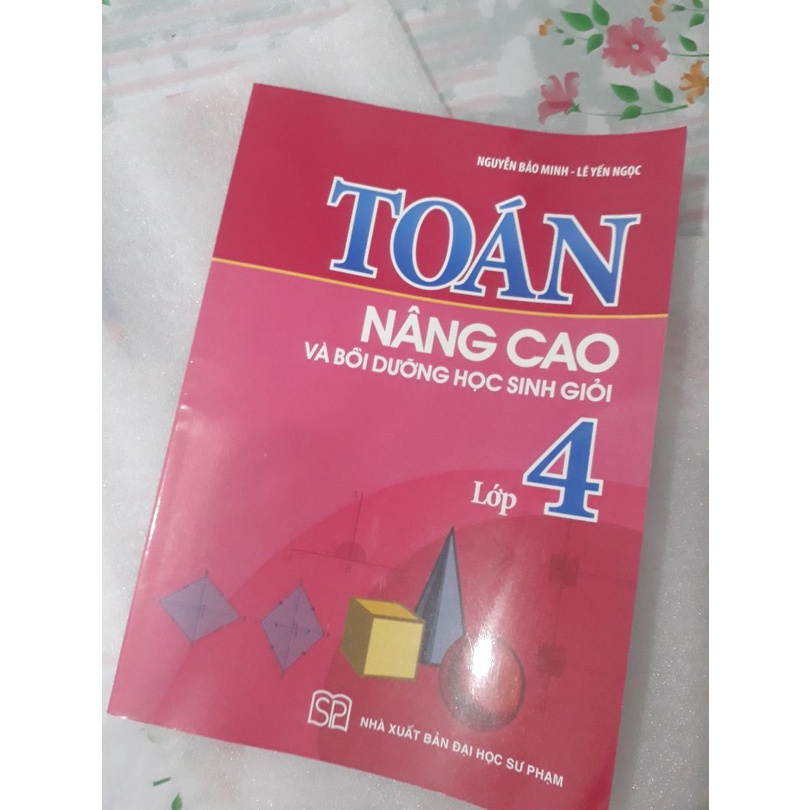 NGUYỄN BẢO MINH - LÊ YẾN NGỌC
TOÁN
NÂNG CAO
VÀ BỒI DƯỠNG HỌC SINH GIỎI
Lớp 4
SP
NHÀ XUẤT BẢN ĐẠI HỌC SƯ PHẠM